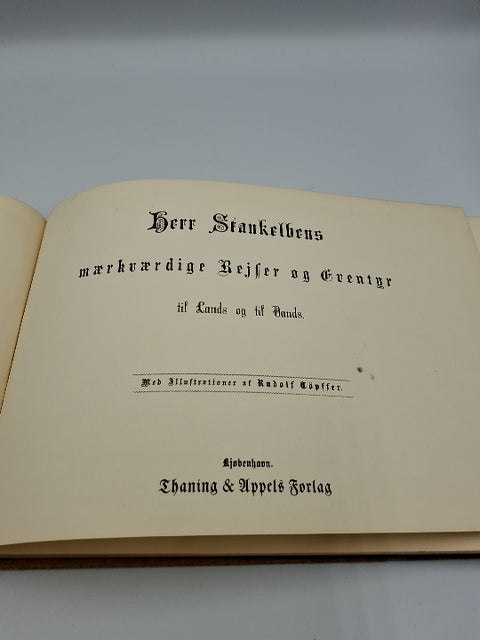 Herr Stankelbens
mærkværdige Rejser og Eventyr
til Lands og til Vands.
Med Illustrationer af Rudolf Töpffer.
Kjøbenhavn.
Thaning & Appels Forlag